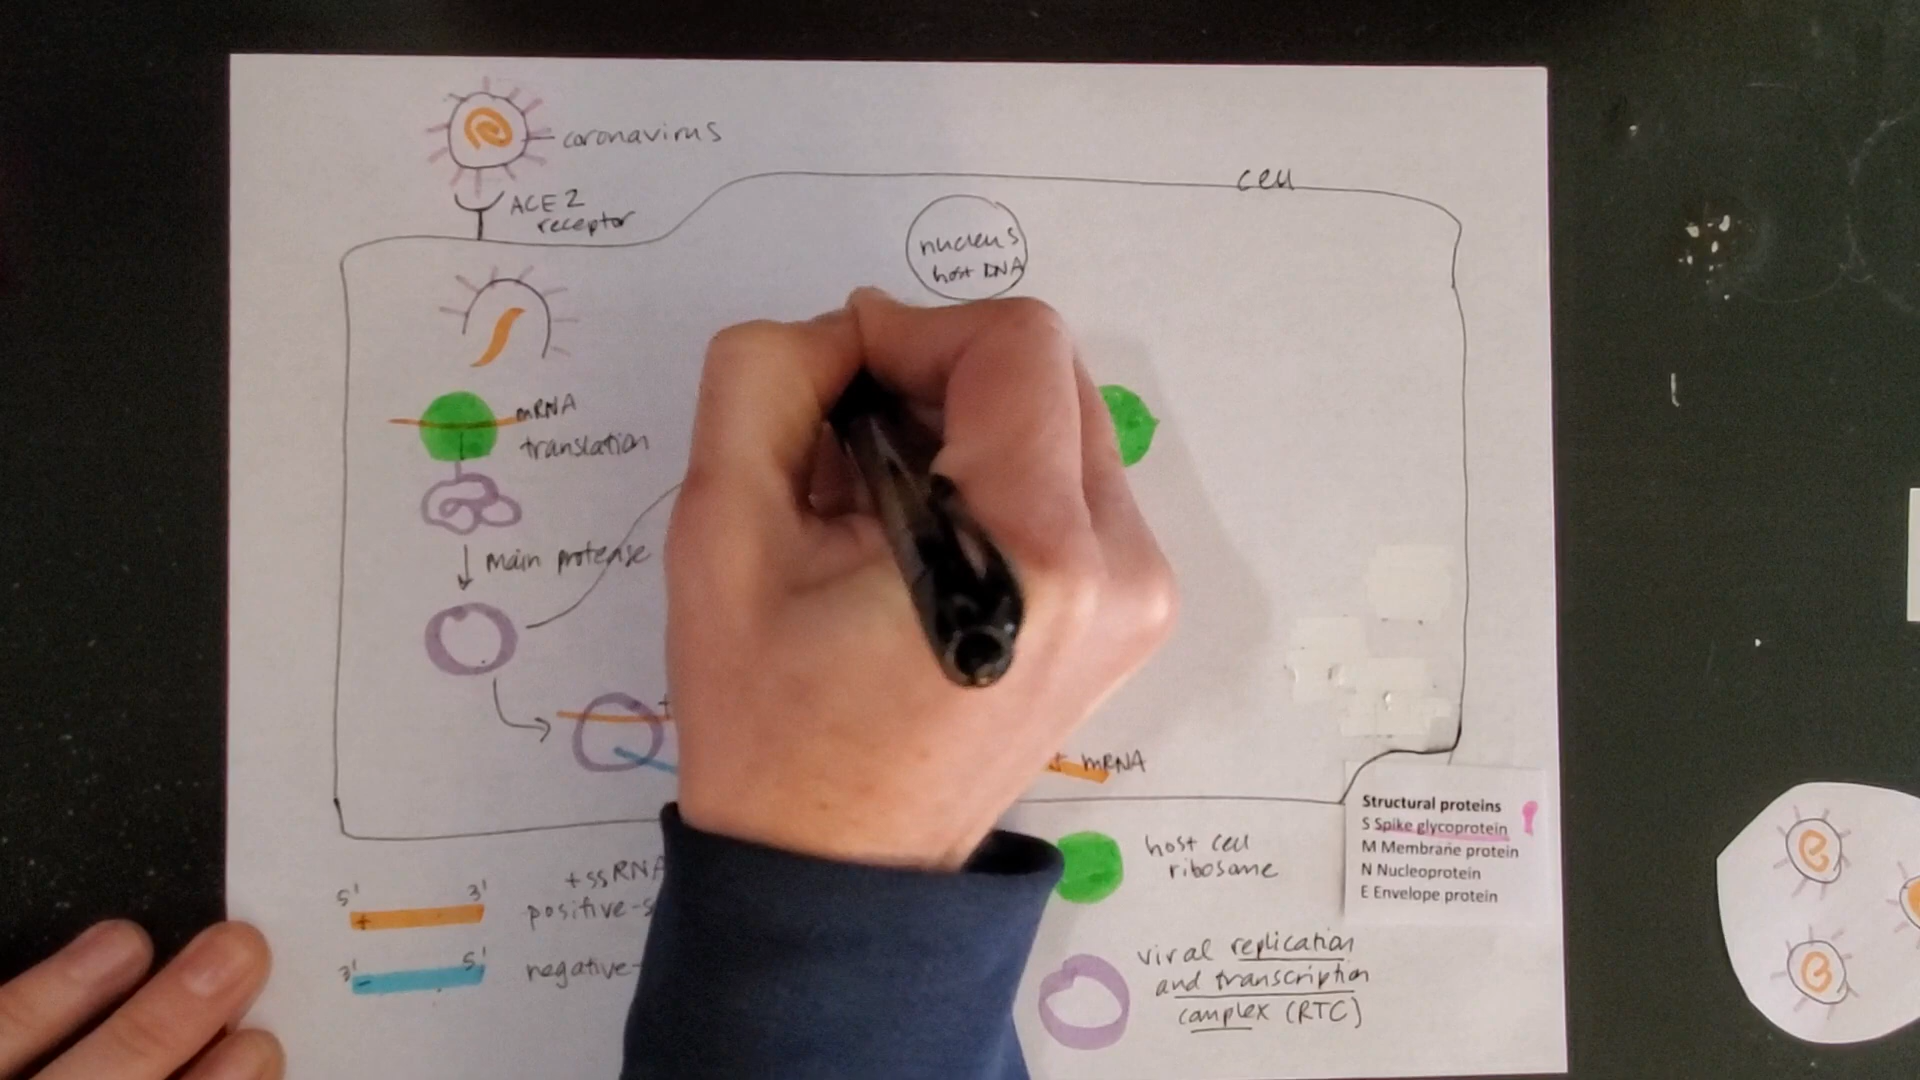 coronavirus
ACE2
receptor
cell
nucleus
host DNA
mRNA
translation
main protease
+
+ mRNA
Structural proteins
S Spike glycoprotein
M Membrane protein
N Nucleoprotein
E Envelope protein
5' 3'
+
+ssRNA
positive-s
3' 5'
-
negative-
host cell
ribosome
viral replication
and transcription
complex (RTC)